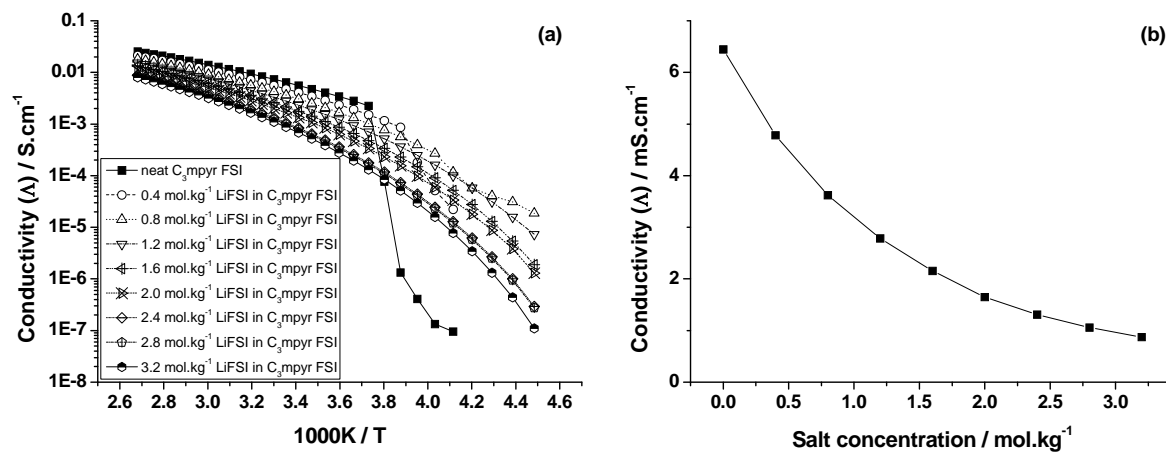 (a)
0.1
0.01
1E-3
1E-4
1E-5
1E-6
1E-7
1E-8
Conductivity (Λ) / S.cm⁻¹
neat C₃mpyr FSI
0.4 mol.kg⁻¹ LiFSI in C₃mpyr FSI
0.8 mol.kg⁻¹ LiFSI in C₃mpyr FSI
1.2 mol.kg⁻¹ LiFSI in C₃mpyr FSI
1.6 mol.kg⁻¹ LiFSI in C₃mpyr FSI
2.0 mol.kg⁻¹ LiFSI in C₃mpyr FSI
2.4 mol.kg⁻¹ LiFSI in C₃mpyr FSI
2.8 mol.kg⁻¹ LiFSI in C₃mpyr FSI
3.2 mol.kg⁻¹ LiFSI in C₃mpyr FSI
2.6 2.8 3.0 3.2 3.4 3.6 3.8 4.0 4.2 4.4 4.6
1000K / T
(b)
6
4
2
0
Conductivity (Λ) / mS.cm⁻¹
0.0 0.5 1.0 1.5 2.0 2.5 3.0
Salt concentration / mol.kg⁻¹